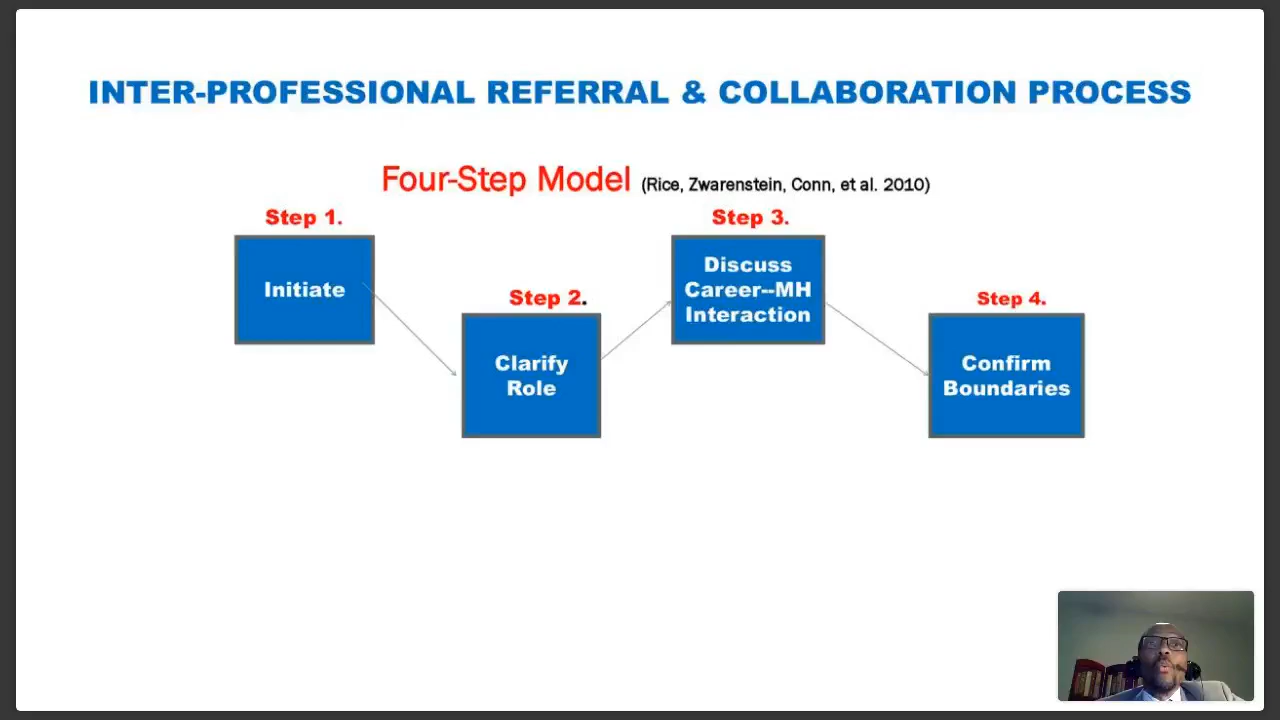 INTER-PROFESSIONAL REFERRAL & COLLABORATION PROCESS
Four-Step Model (Rice, Zwarenstein, Conn, et al. 2010)
Step 1.
Initiate
Step 2.
Clarify
Role
Step 3.
Discuss
Career--MH
Interaction
Step 4.
Confirm
Boundaries